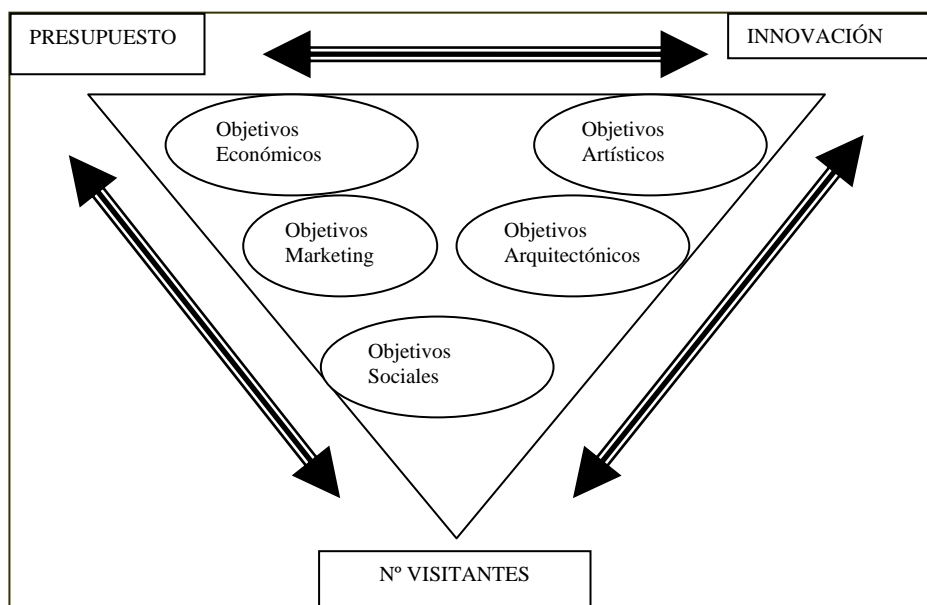 PRESUPUESTO
INNOVACIÓN
Objetivos
Económicos
Objetivos
Artísticos
Objetivos
Marketing
Objetivos
Arquitectónicos
Objetivos
Sociales
Nº VISITANTES